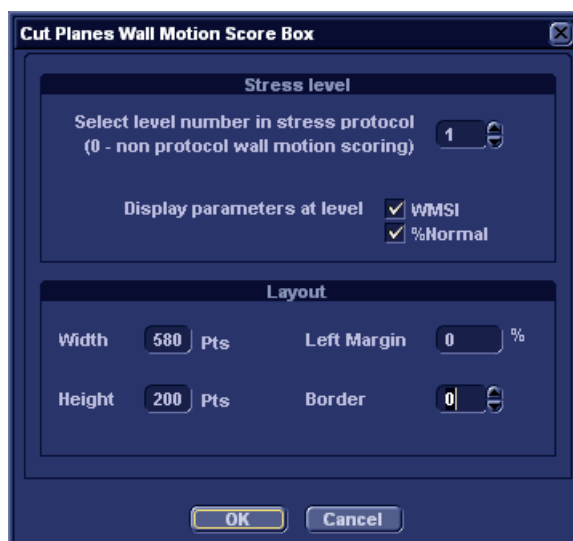 Cut Planes Wall Motion Score Box
Stress level
Select level number in stress protocol
(0 - non protocol wall motion scoring)
1
Display parameters at level
WMSI
%Normal
Layout
Width 580 Pts
Left Margin 0 %
Height 200 Pts
Border 0
OK
Cancel